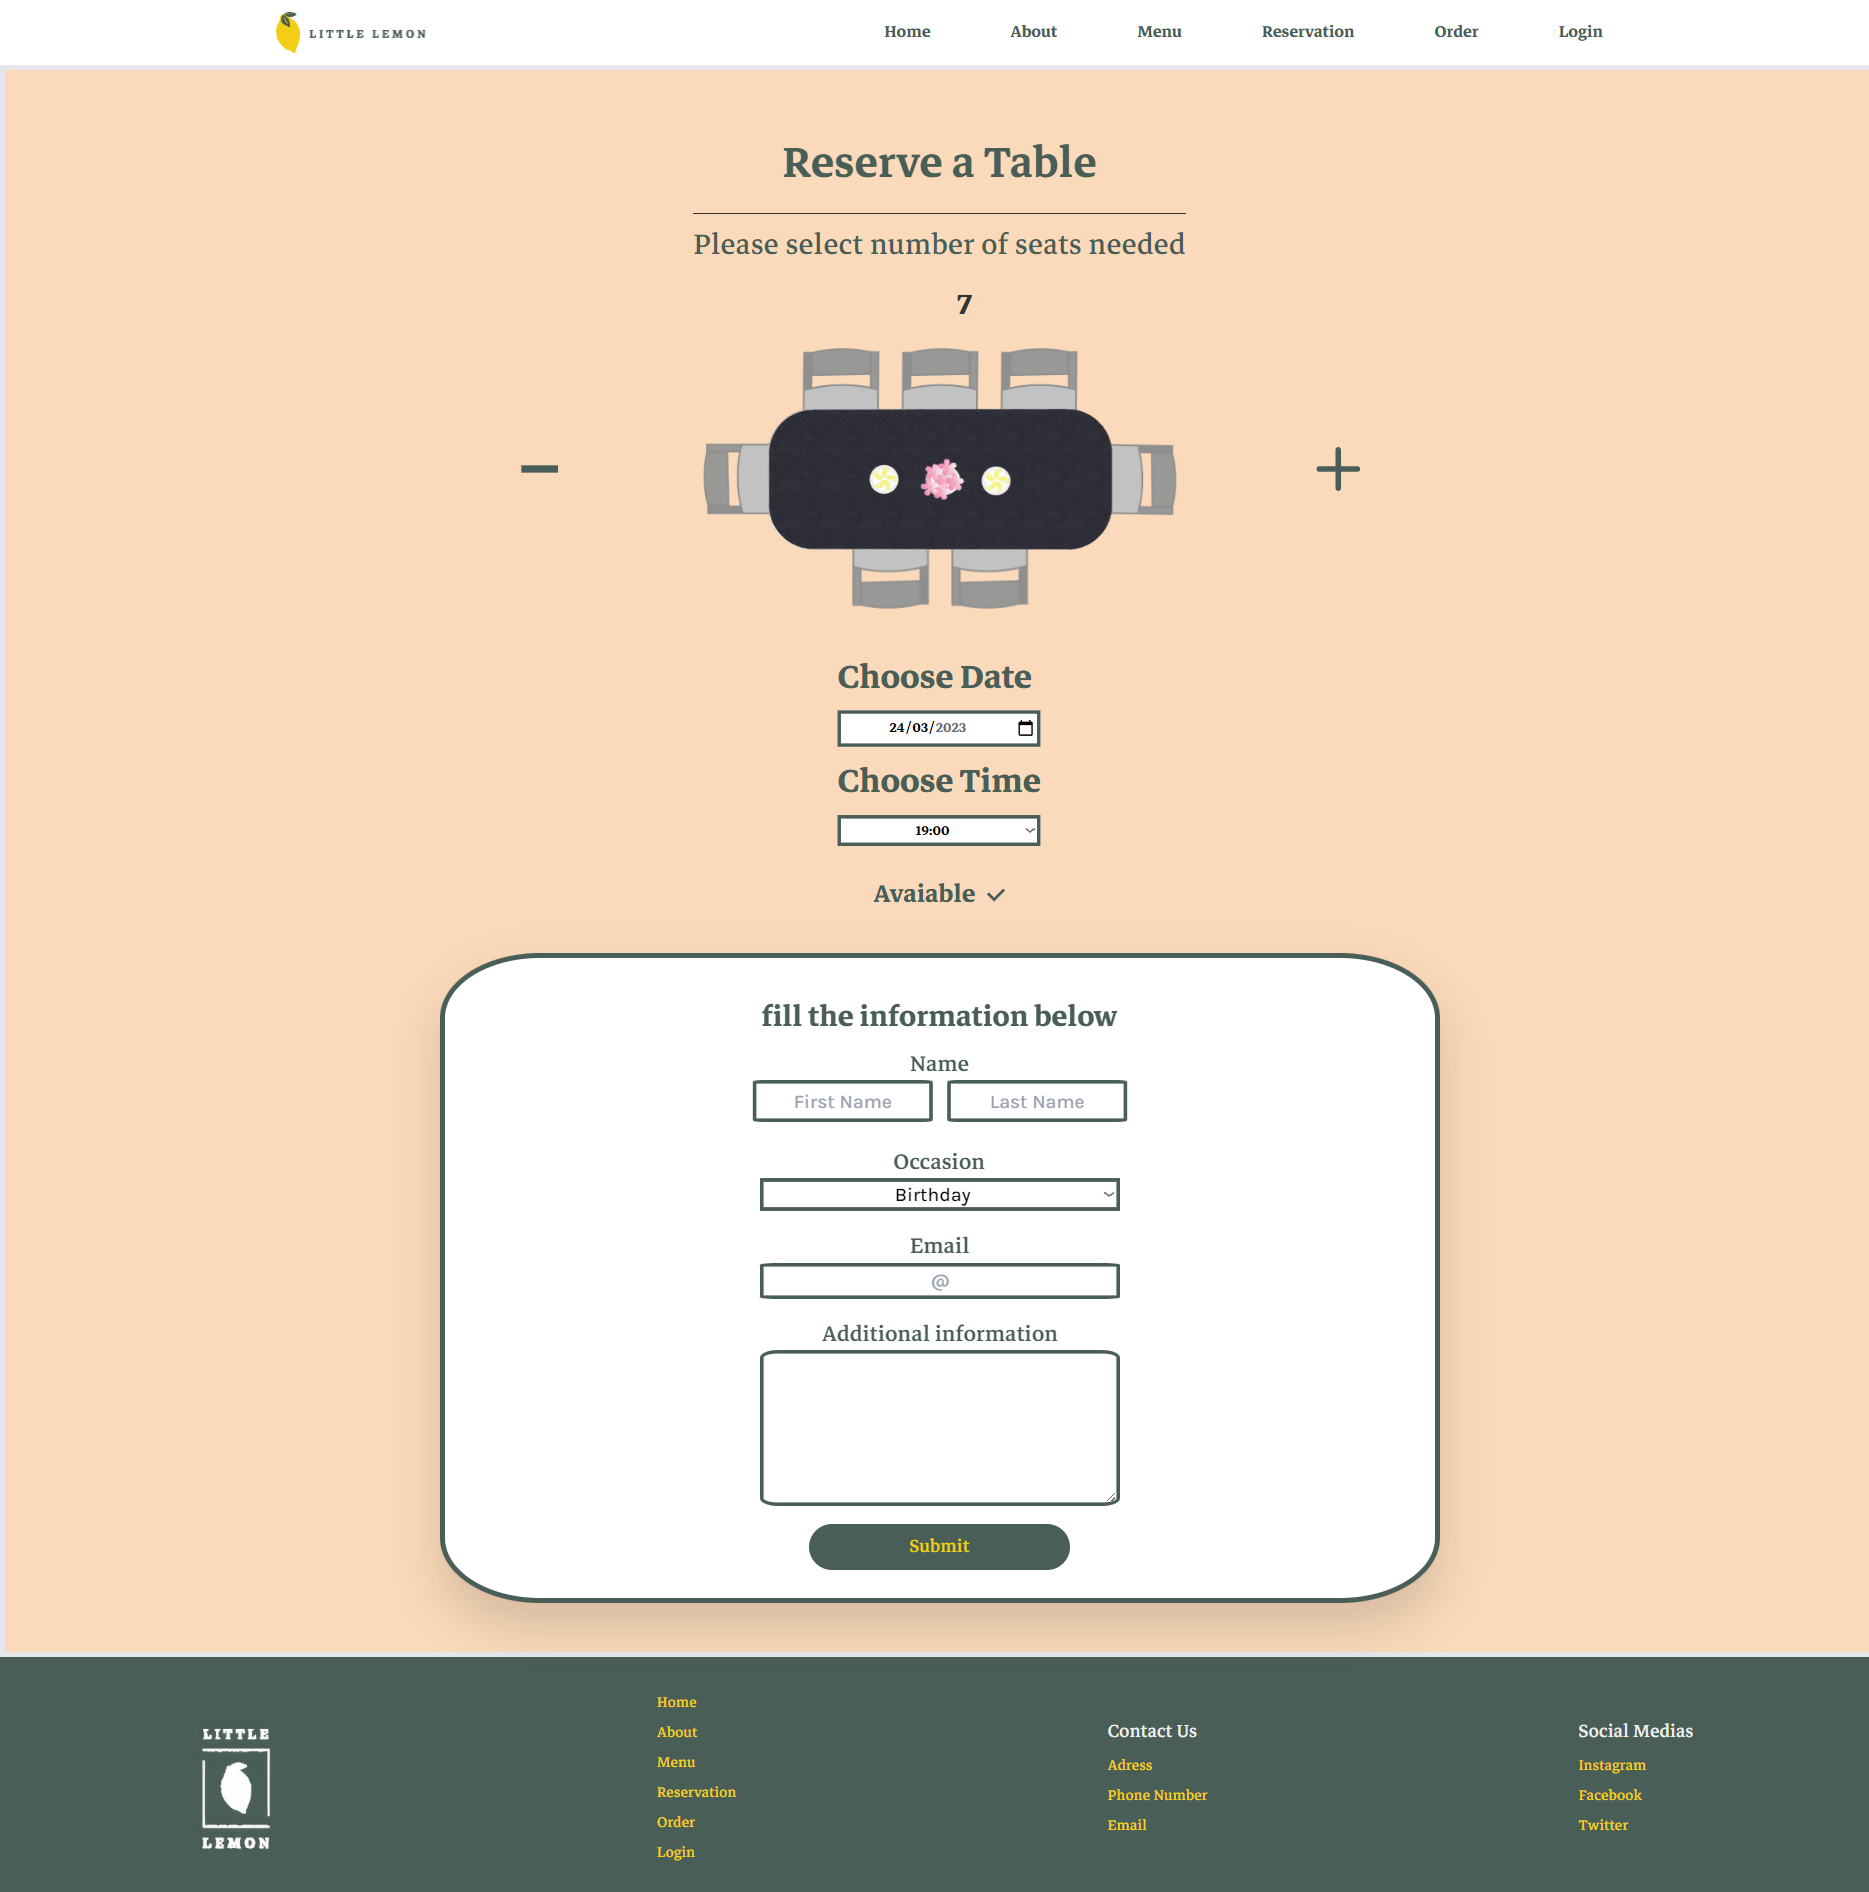 LITTLE LEMON
Home About Menu Reservation Order Login
Reserve a Table
Please select number of seats needed
7
Choose Date
24/03/2023
Choose Time
19:00
Avaiable
fill the information below
Name
First Name Last Name
Occasion
Birthday
Email
@
Additional information
Submit
LITTLE
LEMON
Home
About
Menu
Reservation
Order
Login
Contact Us
Adress
Phone Number
Email
Social Medias
Instagram
Facebook
Twitter